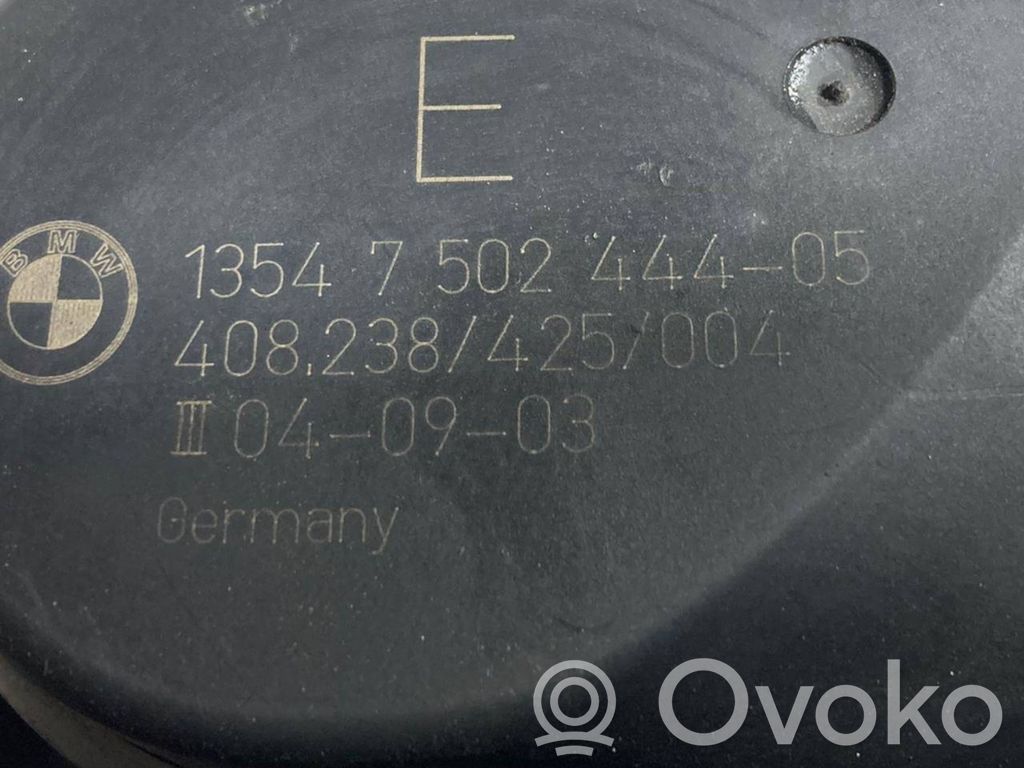 E
BMW
1354 7 502 444-05
408.238/425/004
III 04-09-03
Germany
Ovoko